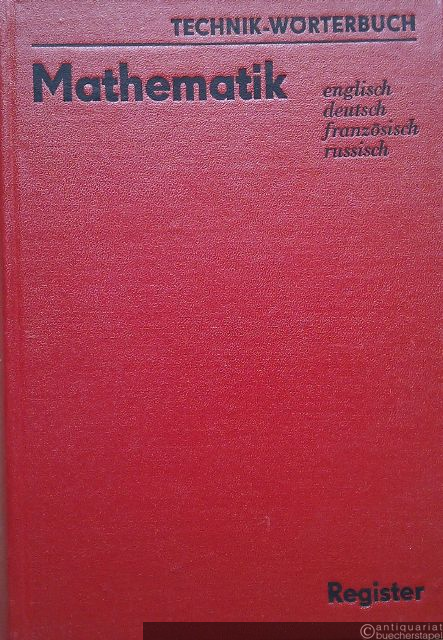 TECHNIK-WÖRTERBUCH
Mathematik
englisch
deutsch
französisch
russisch
Register
©antiquariat
buecherstapel